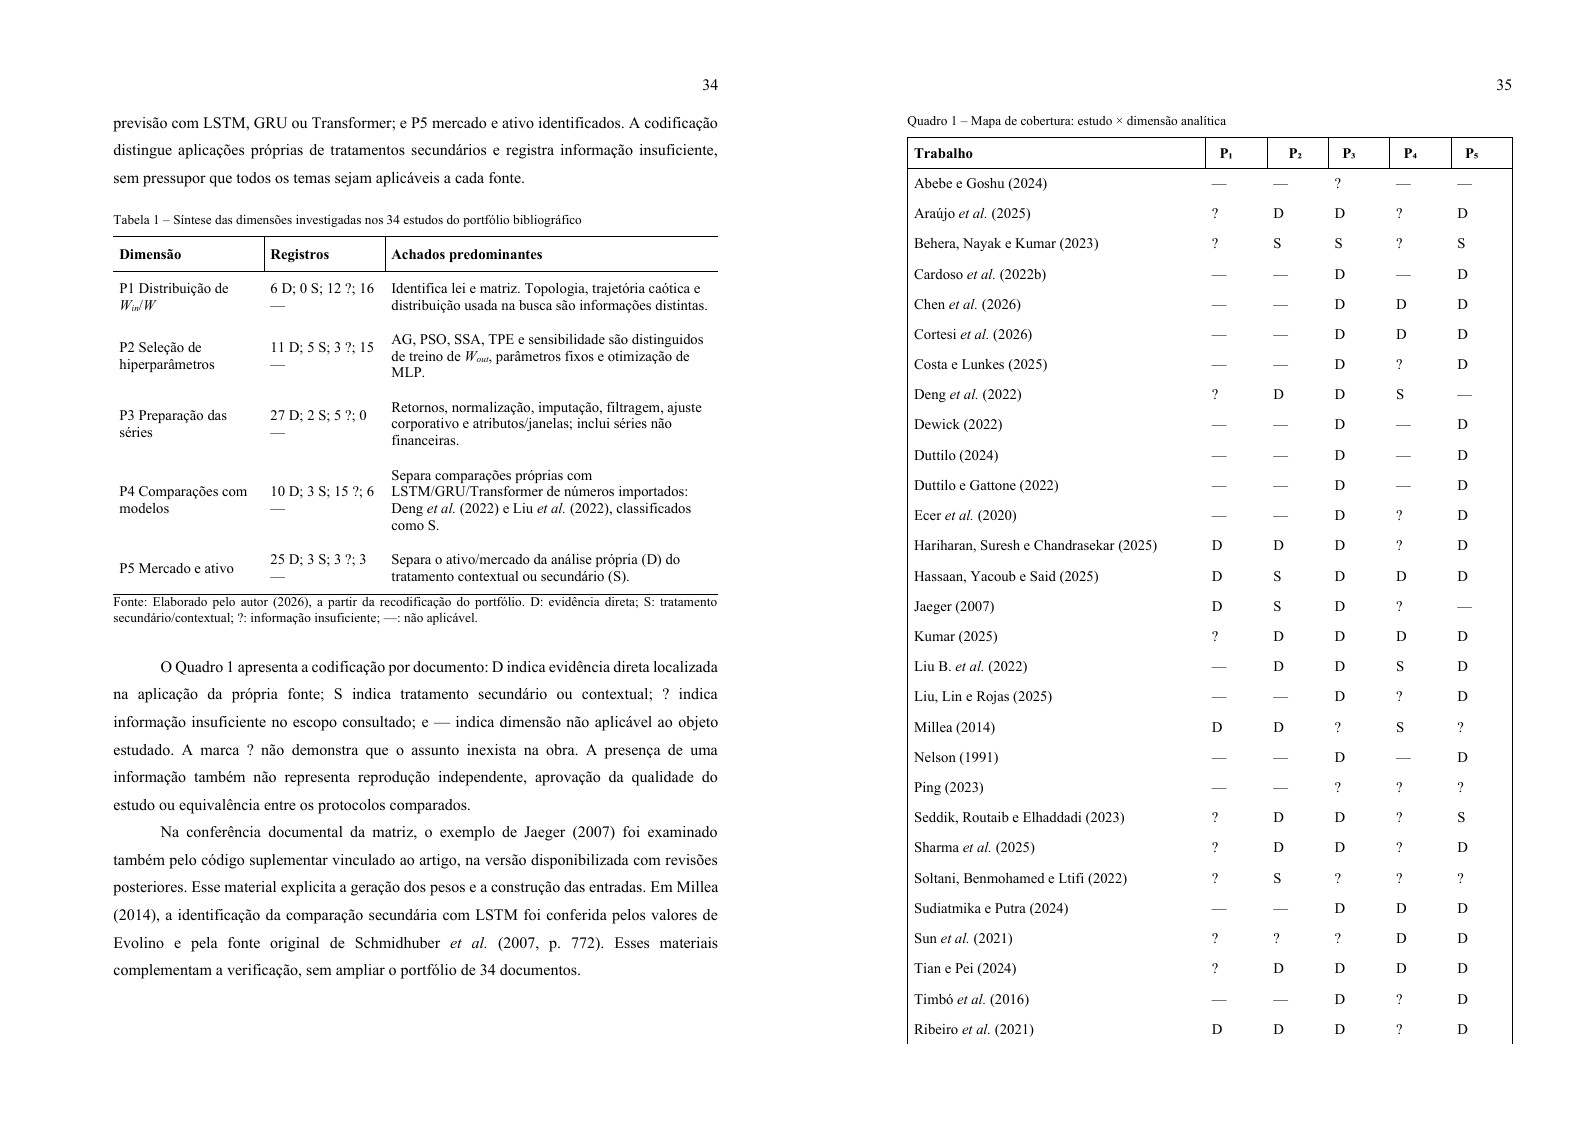 34
previsão com LSTM, GRU ou Transformer; e P5 mercado e ativo identificados. A codificação
distingue aplicações próprias de tratamentos secundários e registra informação insuficiente,
sem pressupor que todos os temas sejam aplicáveis a cada fonte.
Tabela 1 – Síntese das dimensões investigadas nos 34 estudos do portfólio bibliográfico
Dimensão Registros Achados predominantes
P1 Distribuição de
Win/W
6 D; 0 S; 12 ?; 16
—
Identifica lei e matriz. Topologia, trajetória caótica e
distribuição usada na busca são informações distintas.
P2 Seleção de
hiperparâmetros
11 D; 5 S; 3 ?; 15
—
AG, PSO, SSA, TPE e sensibilidade são distinguidos
de treino de Wout, parâmetros fixos e otimização de
MLP.
P3 Preparação das
séries
27 D; 2 S; 5 ?; 0
—
Retornos, normalização, imputação, filtragem, ajuste
corporativo e atributos/janelas; inclui séries não
financeiras.
P4 Comparações com
modelos
10 D; 3 S; 15 ?; 6
—
Separa comparações próprias com
LSTM/GRU/Transformer de números importados:
Deng et al. (2022) e Liu et al. (2022), classificados
como S.
P5 Mercado e ativo
25 D; 3 S; 3 ?; 3
—
Separa o ativo/mercado da análise própria (D) do
tratamento contextual ou secundário (S).
Fonte: Elaborado pelo autor (2026), a partir da recodificação do portfólio. D: evidência direta; S: tratamento
secundário/contextual; ?: informação insuficiente; —: não aplicável.
O Quadro 1 apresenta a codificação por documento: D indica evidência direta localizada
na aplicação da própria fonte; S indica tratamento secundário ou contextual; ? indica
informação insuficiente no escopo consultado; e — indica dimensão não aplicável ao objeto
estudado. A marca ? não demonstra que o assunto inexista na obra. A presença de uma
informação também não representa reprodução independente, aprovação da qualidade do
estudo ou equivalência entre os protocolos comparados.
Na conferência documental da matriz, o exemplo de Jaeger (2007) foi examinado
também pelo código suplementar vinculado ao artigo, na versão disponibilizada com revisões
posteriores. Esse material explicita a geração dos pesos e a construção das entradas. Em Millea
(2014), a identificação da comparação secundária com LSTM foi conferida pelos valores de
Evolino e pela fonte original de Schmidhuber et al. (2007, p. 772). Esses materiais
complementam a verificação, sem ampliar o portfólio de 34 documentos.
35
Quadro 1 – Mapa de cobertura: estudo × dimensão analítica
Trabalho P₁ P₂ P₃ P₄ P₅
Abebe e Goshu (2024) — — ? — —
Araújo et al. (2025) ? D D ? D
Behera, Nayak e Kumar (2023) ? S S ? S
Cardoso et al. (2022b) — — D — D
Chen et al. (2026) — — D D D
Cortesi et al. (2026) — — D D D
Costa e Lunkes (2025) — — D ? D
Deng et al. (2022) ? D D S —
Dewick (2022) — — D — D
Duttilo (2024) — — D — D
Duttilo e Gattone (2022) — — D — D
Ecer et al. (2020) — — D ? D
Hariharan, Suresh e Chandrasekar (2025) D D D ? D
Hassaan, Yacoub e Said (2025) D S D D D
Jaeger (2007) D S D ? —
Kumar (2025) ? D D D D
Liu B. et al. (2022) — D D S D
Liu, Lin e Rojas (2025) — — D ? D
Millea (2014) D D ? S ?
Nelson (1991) — — D — D
Ping (2023) — — ? ? ?
Seddik, Routaib e Elhaddadi (2023) ? D D ? S
Sharma et al. (2025) ? D D ? D
Soltani, Benmohamed e Ltifi (2022) ? S ? ? ?
Sudiatmika e Putra (2024) — — D D D
Sun et al. (2021) ? ? ? D D
Tian e Pei (2024) ? D D D D
Timbó et al. (2016) — — D ? D
Ribeiro et al. (2021) D D D ? D